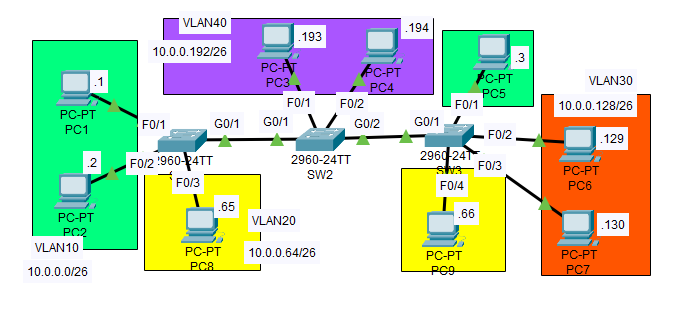 VLAN40
10.0.0.192/26
.193
PC-PT
PC3
.194
PC-PT
PC4
.3
PC-PT
PC5
VLAN30
10.0.0.128/26
.1
PC-PT
PC1
F0/1
F0/2
F0/3
2960-24TT
G0/1
F0/1
F0/2
G0/1
G0/2
2960-24TT
SW2
G0/1
F0/1
F0/2
F0/3
F0/4
2960-24TT
SW3
.129
PC-PT
PC6
.2
PC-PT
PC2
VLAN10
10.0.0.0/26
.65
PC-PT
PC8
VLAN20
10.0.0.64/26
.66
PC-PT
PC9
.130
PC-PT
PC7